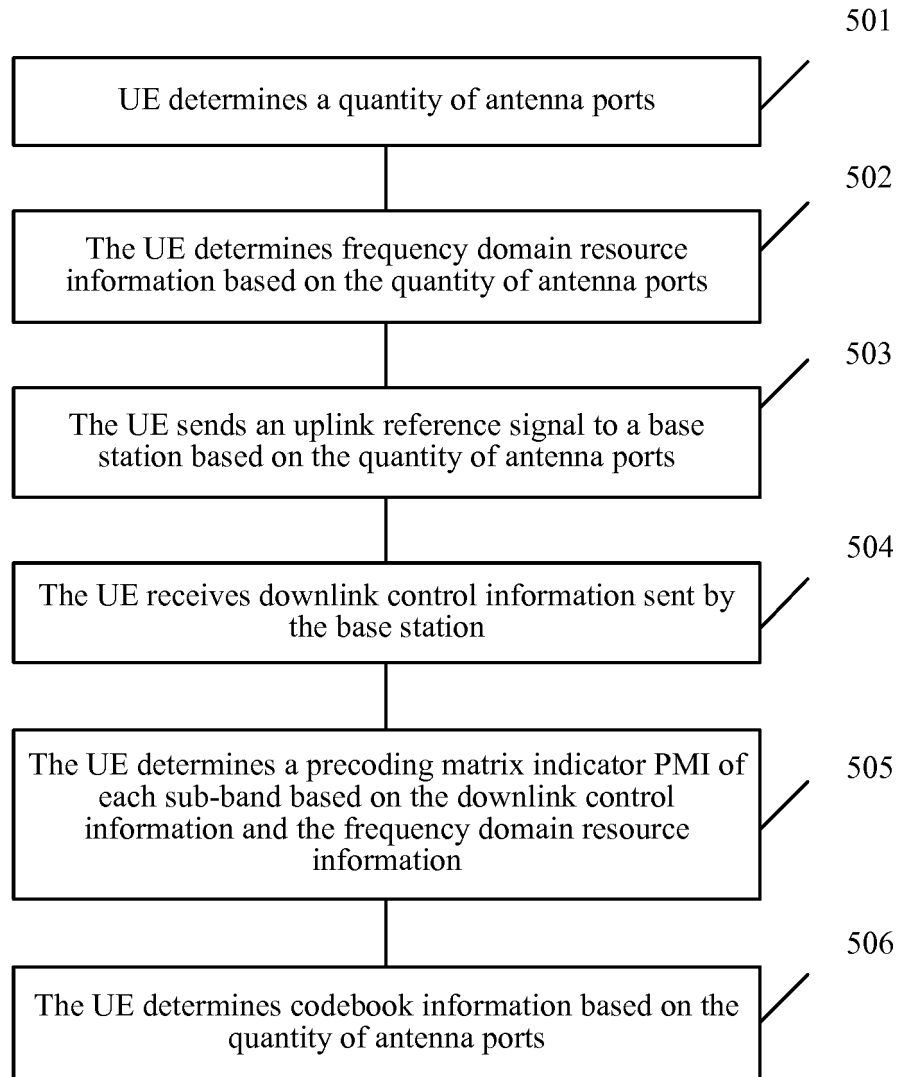 501
UE determines a quantity of antenna ports
502
The UE determines frequency domain resource
information based on the quantity of antenna ports
503
The UE sends an uplink reference signal to a base
station based on the quantity of antenna ports
504
The UE receives downlink control information sent by
the base station
505
The UE determines a precoding matrix indicator PMI of
each sub-band based on the downlink control
information and the frequency domain resource
information
506
The UE determines codebook information based on the
quantity of antenna ports